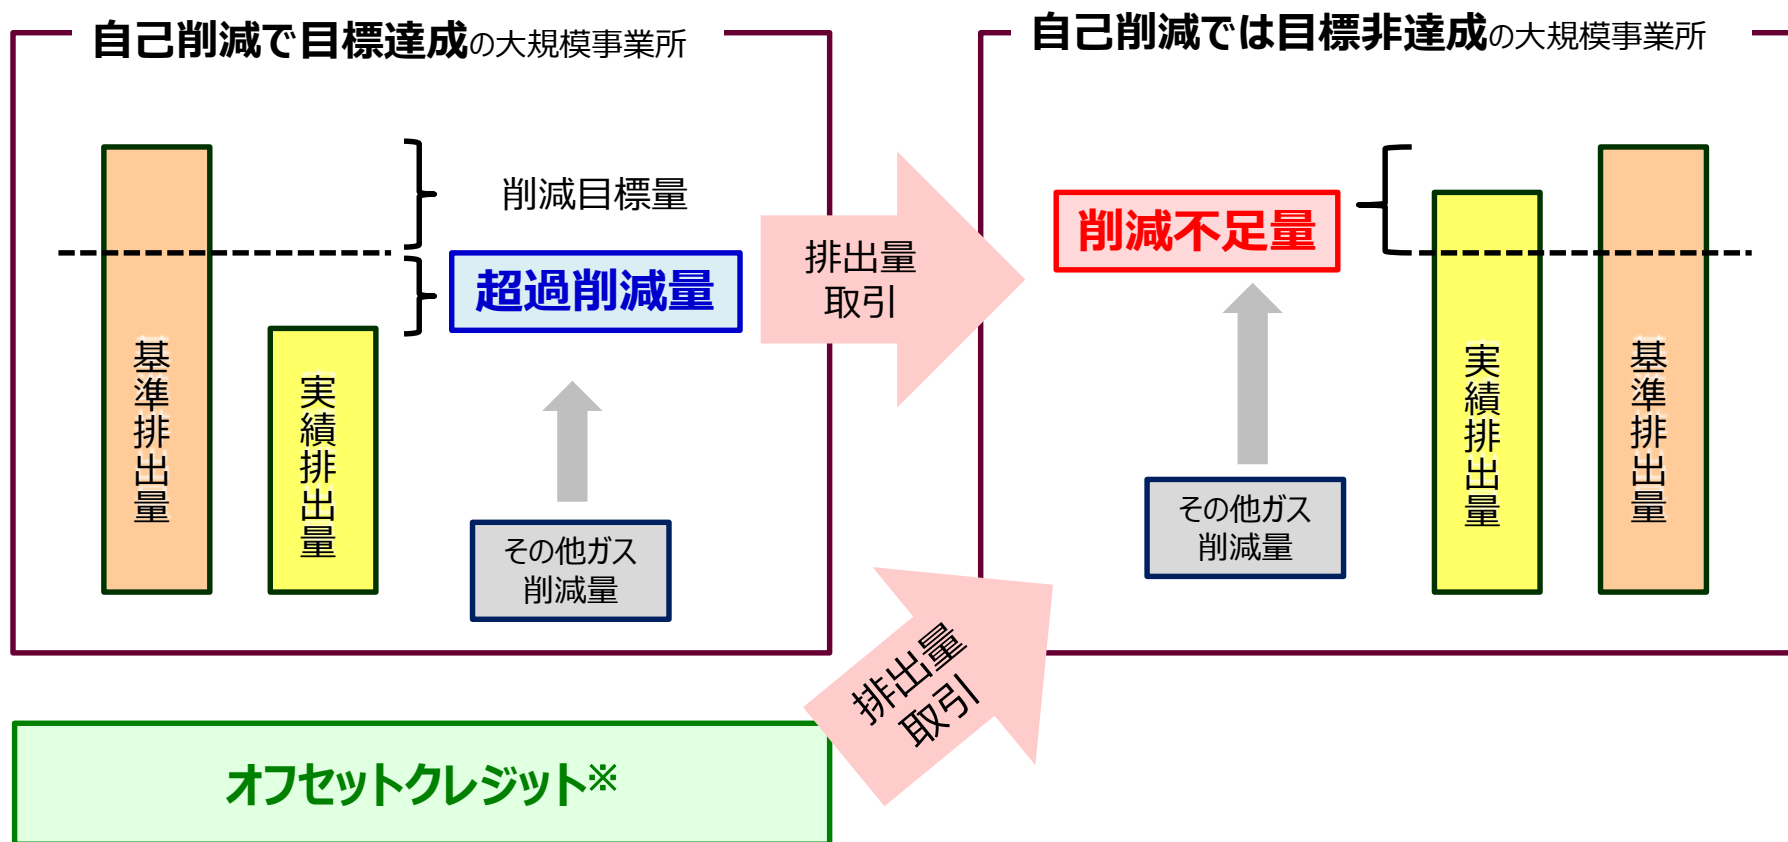 自己削減で目標達成の大規模事業所
削減目標量
超過削減量
基準排出量
実績排出量
その他ガス
削減量
排出量
取引
自己削減では目標非達成の大規模事業所
削減不足量
その他ガス
削減量
実績排出量
基準排出量
排出量
取引
オフセットクレジット※